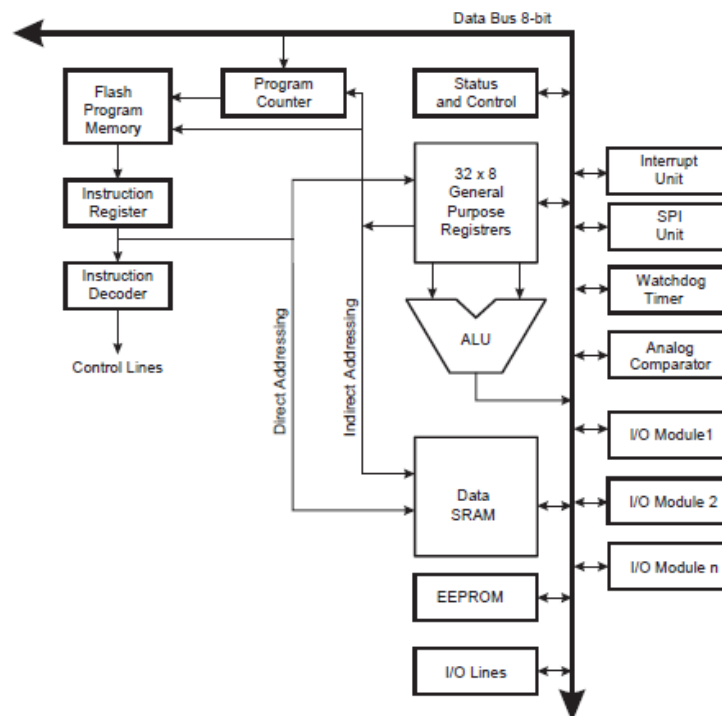 Data Bus 8-bit
Flash
Program
Memory
Program
Counter
Status
and Control
Interrupt
Unit
32 x 8
General
Purpose
Registrers
Instruction
Register
SPI
Unit
Instruction
Decoder
Watchdog
Timer
Control Lines
Direct Addressing
Indirect Addressing
ALU
Analog
Comparator
I/O Module1
Data
SRAM
I/O Module 2
I/O Module n
EEPROM
I/O Lines